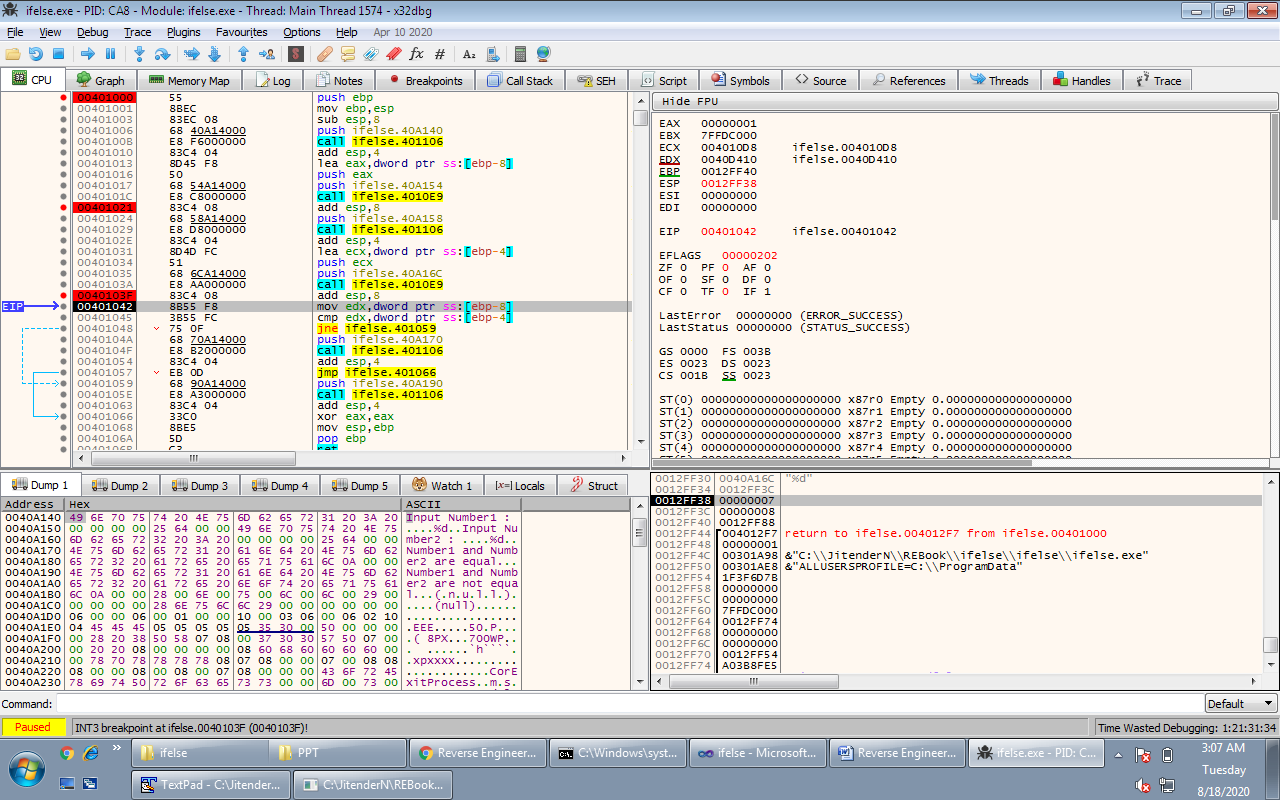 ifelse.exe - PID: CA8 - Module: ifelse.exe - Thread: Main Thread 1574 - x32dbg
File View Debug Trace Plugins Favourites Options Help Apr 10 2020
CPU Graph Memory Map Log Notes Breakpoints Call Stack SEH Script Symbols Source References Threads Handles Trace
00401000 55 push ebp
00401001 8BEC mov ebp,esp
00401003 83EC 08 sub esp,8
00401006 68 40A14000 push ifelse.40A140
0040100B E8 F6000000 call ifelse.401106
00401010 83C4 04 add esp,4
00401013 8D45 F8 lea eax,dword ptr ss:[ebp-8]
00401016 50 push eax
00401017 68 54A14000 push ifelse.40A154
0040101C E8 C8000000 call ifelse.4010E9
00401021 83C4 08 add esp,8
00401024 68 58A14000 push ifelse.40A158
00401029 E8 D8000000 call ifelse.401106
0040102E 83C4 04 add esp,4
00401031 8D4D FC lea ecx,dword ptr ss:[ebp-4]
00401034 51 push ecx
00401035 68 6CA14000 push ifelse.40A16C
0040103A E8 AA000000 call ifelse.4010E9
0040103F 83C4 08 add esp,8
EIP 00401042 8B55 F8 mov edx,dword ptr ss:[ebp-8]
00401045 3B55 FC cmp edx,dword ptr ss:[ebp-4]
00401048 75 0F jne ifelse.401059
0040104A 68 70A14000 push ifelse.40A170
0040104F E8 B2000000 call ifelse.401106
00401054 83C4 04 add esp,4
00401057 EB 0D jmp ifelse.401066
00401059 68 90A14000 push ifelse.40A190
0040105E E8 A3000000 call ifelse.401106
00401063 83C4 04 add esp,4
00401066 33C0 xor eax,eax
00401068 8BE5 mov esp,ebp
0040106A 5D pop ebp
Hide FPU
EAX 00000001
EBX 7FFDC000
ECX 004010D8 ifelse.004010D8
EDX 0040D410 ifelse.0040D410
EBP 0012FF40
ESP 0012FF38
ESI 00000000
EDI 00000000
EIP 00401042 ifelse.00401042
EFLAGS 00000202
ZF 0 PF 0 AF 0
OF 0 SF 0 DF 0
CF 0 TF 0 IF 1
LastError 00000000 (ERROR_SUCCESS)
LastStatus 00000000 (STATUS_SUCCESS)
GS 0000 FS 003B
ES 0023 DS 0023
CS 001B SS 0023
ST(0) 00000000000000000000 x87r0 Empty 0.000000000000000000
ST(1) 00000000000000000000 x87r1 Empty 0.000000000000000000
ST(2) 00000000000000000000 x87r2 Empty 0.000000000000000000
ST(3) 00000000000000000000 x87r3 Empty 0.000000000000000000
ST(4) 00000000000000000000 x87r4 Empty 0.000000000000000000
Dump 1 Dump 2 Dump 3 Dump 4 Dump 5 Watch 1 Locals Struct
Address Hex ASCII
0040A140 49 6E 70 75 74 20 4E 75 6D 62 65 72 31 20 3A 20 Input Number1 : 
0040A150 00 00 00 00 25 64 00 00 49 6E 70 75 74 20 4E 75 ....%d..Input Nu
0040A160 6D 62 65 72 32 20 3A 20 00 00 00 00 25 64 00 00 mber2 : ....%d..
0040A170 4E 75 6D 62 65 72 31 20 61 6E 64 20 4E 75 6D 62 Number1 and Numb
0040A180 65 72 32 20 61 72 65 20 65 71 75 61 6C 0A 00 00 er2 are equal...
0040A190 4E 75 6D 62 65 72 31 20 61 6E 64 20 4E 75 6D 62 Number1 and Numb
0040A1A0 65 72 32 20 61 72 65 20 6E 6F 74 20 65 71 75 61 er2 are not equa
0040A1B0 6C 0A 00 00 28 00 6E 00 75 00 6C 00 6C 00 29 00 l...(.n.u.l.l.).
0040A1C0 00 00 00 00 28 6E 75 6C 6C 29 00 00 00 00 00 00 ....(null)......
0040A1D0 06 00 00 06 00 01 00 00 10 00 03 06 00 06 02 10 ................
0040A1E0 04 45 45 45 05 05 05 05 05 35 30 00 50 00 00 00 .EEE.....50.P...
0040A1F0 00 28 20 38 50 58 07 08 00 37 30 30 57 50 07 00 .( 8PX...700WP..
0040A200 00 20 20 08 00 00 00 00 08 60 68 60 60 60 60 00 .  ......`h````.
0040A210 00 78 70 78 78 78 78 08 07 08 00 00 07 00 08 08 .xpxxxx.........
0040A220 08 00 00 08 00 08 00 07 08 00 00 00 43 6F 72 45 ............CorE
0040A230 78 69 74 50 72 6F 63 65 73 73 00 00 6D 00 73 00 xitProcess..m.s.
0012FF30 0040A16C "%d"
0012FF34 0012FF3C
0012FF38 00000007
0012FF3C 00000008
0012FF40 0012FF88
0012FF44 004012F7 return to ifelse.004012F7 from ifelse.00401000
0012FF48 00000001
0012FF4C 00301A98 &"C:\\JitenderN\\REBook\\ifelse\\ifelse\\ifelse.exe"
0012FF50 00301AE8 &"ALLUSERSPROFILE=C:\\ProgramData"
0012FF54 1F3F6D7B
0012FF58 00000000
0012FF5C 00000000
0012FF60 7FFDC000
0012FF64 0012FF74
0012FF68 00000000
0012FF6C 00000000
0012FF70 0012FF54
0012FF74 A03B8FE5
Command: Default
Paused INT3 breakpoint at ifelse.0040103F (0040103F)! Time Wasted Debugging: 1:21:31:34
ifelse PPT Reverse Engineer... C:\Windows\syst... ifelse - Microsoft... Reverse Engineer... ifelse.exe - PID: C... 3:07 AM
Tuesday
TextPad - C:\Jitender... C:\JitenderN\REBook... 8/18/2020